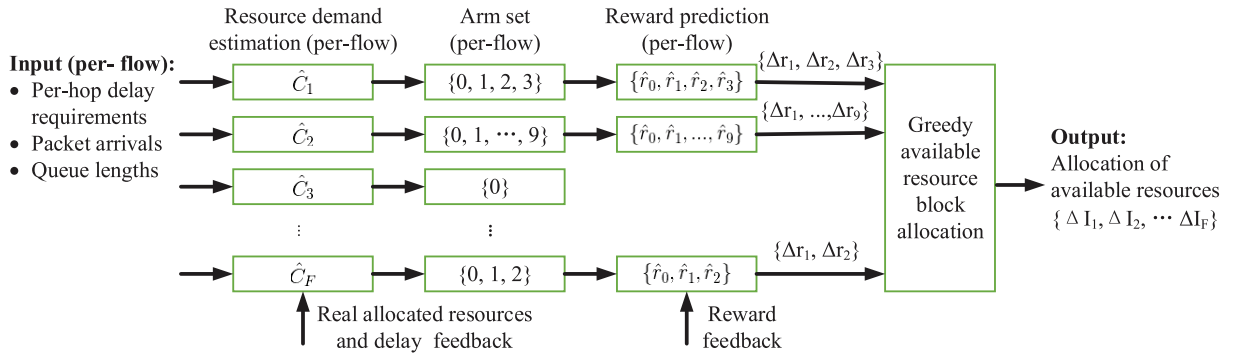 Resource demand
estimation (per-flow)
Arm set
(per-flow)
Reward prediction
(per-flow)
Input (per- flow):
• Per-hop delay
requirements
• Packet arrivals
• Queue lengths
Ĉ₁
{0, 1, 2, 3}
{r̂₀, r̂₁, r̂₂, r̂₃}
{Δr₁, Δr₂, Δr₃}
Ĉ₂
{0, 1, ⋯, 9}
{r̂₀, r̂₁, ..., r̂₉}
{Δr₁, ...,Δr₉}
Ĉ₃
{0}
⋮
⋮
Ĉ_F
{0, 1, 2}
{r̂₀, r̂₁, r̂₂}
{Δr₁, Δr₂}
Real allocated resources
and delay feedback
Reward
feedback
Greedy
available
resource
block
allocation
Output:
Allocation of
available resources
{ Δ I₁, Δ I₂, ⋯ ΔI_F}